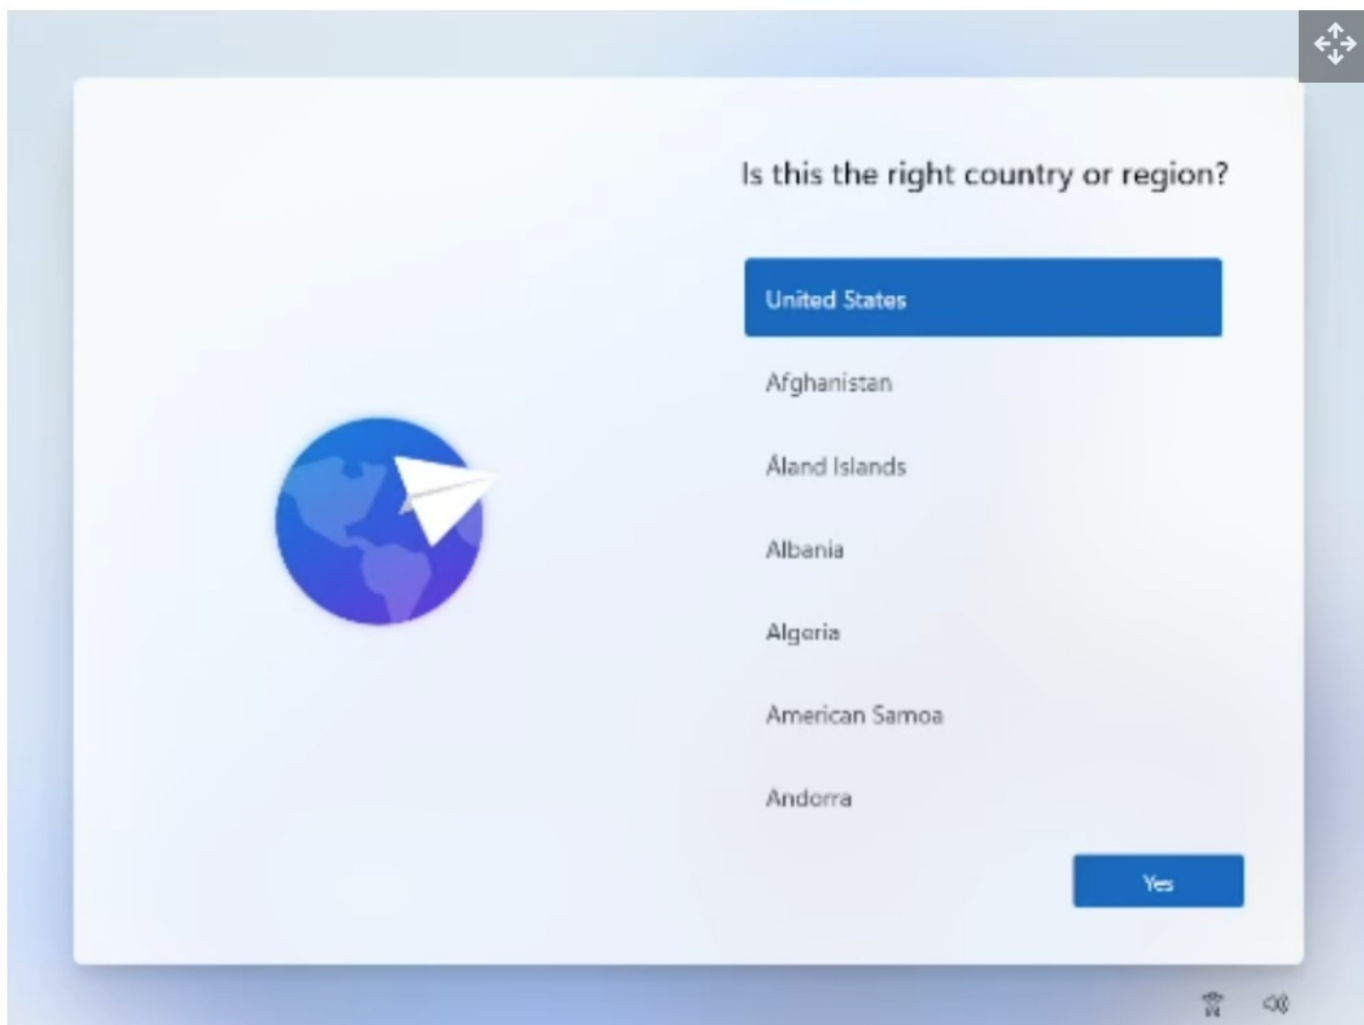 Is this the right country or region?
United States
Afghanistan
Åland Islands
Albania
Algeria
American Samoa
Andorra
Yes